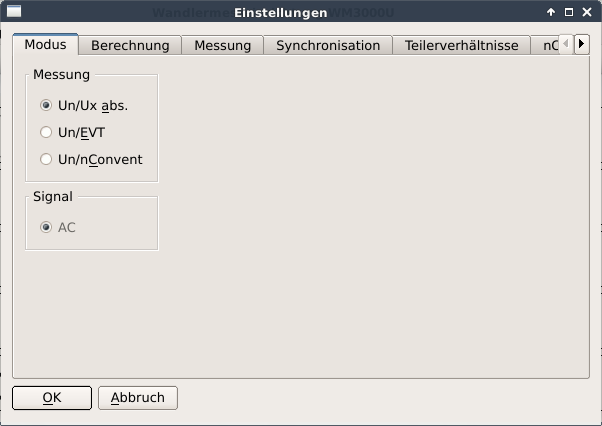 Einstellungen
Modus Berechnung Messung Synchronisation Teilerverhältnisse nC
Messung
Un/Ux abs.
Un/EVT
Un/nConvent
Signal
AC
OK Abbruch